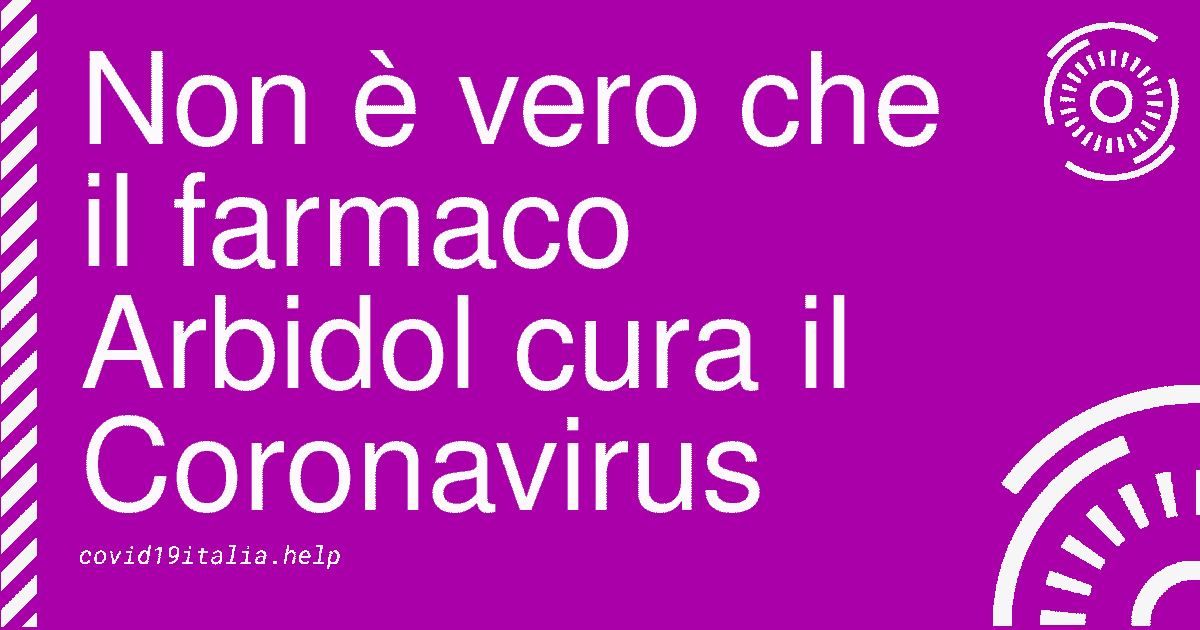 Non è vero che
il farmaco
Arbidol cura il
Coronavirus
covid19italia.help